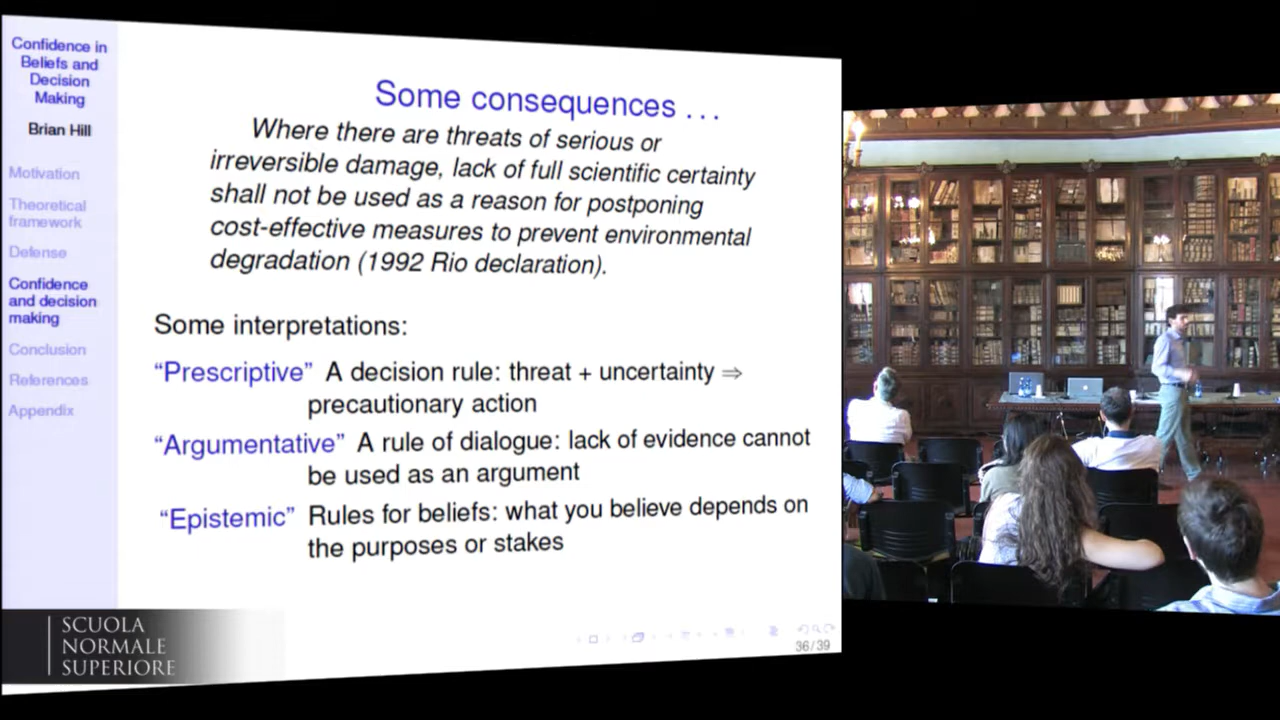 Confidence in
Beliefs and
Decision
Making
Brian Hill
Motivation
Theoretical
framework
Defense
Confidence
and decision
making
Conclusion
References
Appendix
Some consequences . . .
Where there are threats of serious or
irreversible damage, lack of full scientific certainty
shall not be used as a reason for postponing
cost-effective measures to prevent environmental
degradation (1992 Rio declaration).
Some interpretations:
“Prescriptive” A decision rule: threat + uncertainty ⇒
precautionary action
“Argumentative” A rule of dialogue: lack of evidence cannot
be used as an argument
“Epistemic” Rules for beliefs: what you believe depends on
the purposes or stakes
36/39
SCUOLA
NORMALE
SUPERIORE